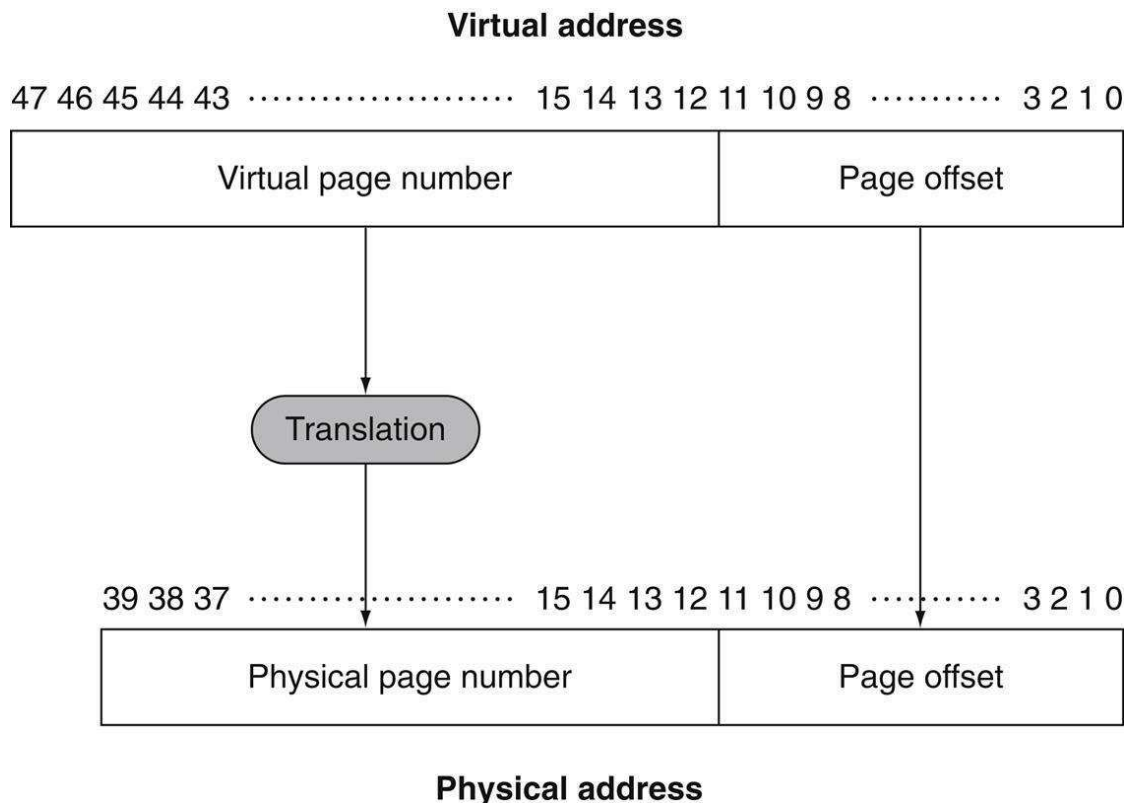 Virtual address
47 46 45 44 43 ······················· 15 14 13 12 11 10 9 8 ··········· 3 2 1 0
Virtual page number Page offset
Translation
39 38 37 ······················· 15 14 13 12 11 10 9 8 ··········· 3 2 1 0
Physical page number Page offset
Physical address